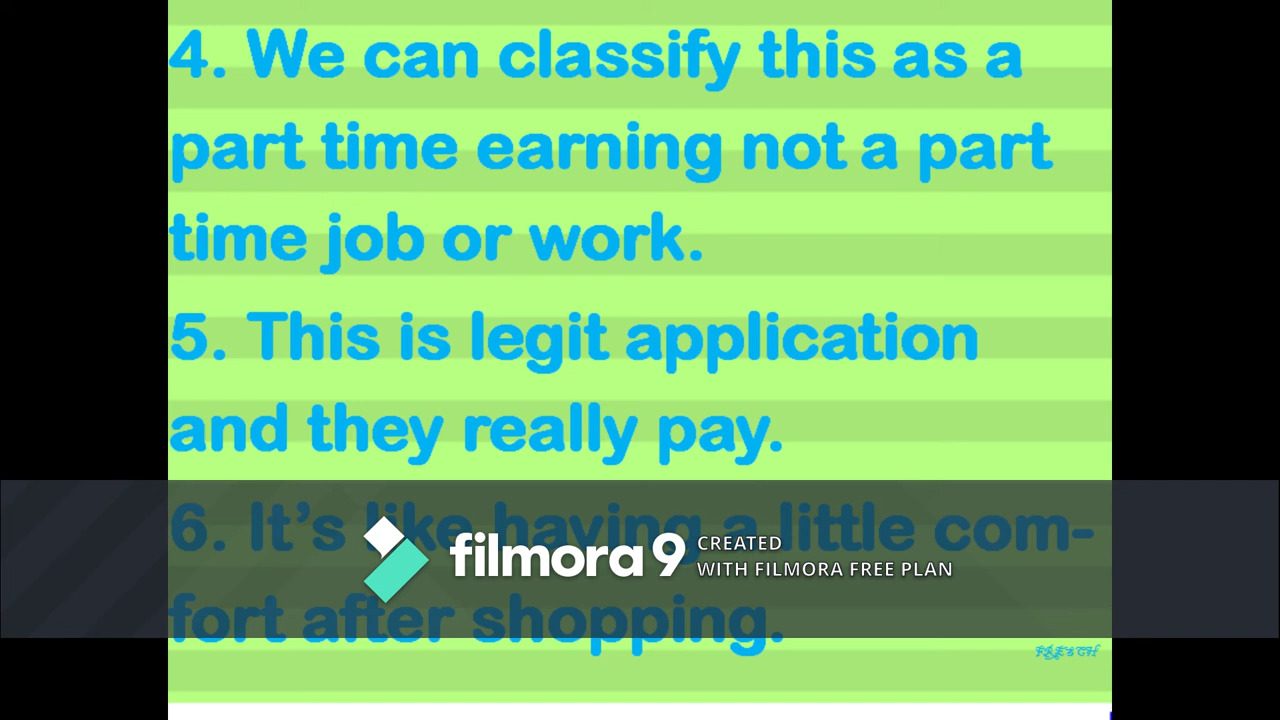 4. We can classify this as a
part time earning not a part
time job or work.
5. This is legit application
and they really pay.
6. It's like having a little com-
filmora 9 CREATED
WITH FILMORA FREE PLAN
fort after shopping.